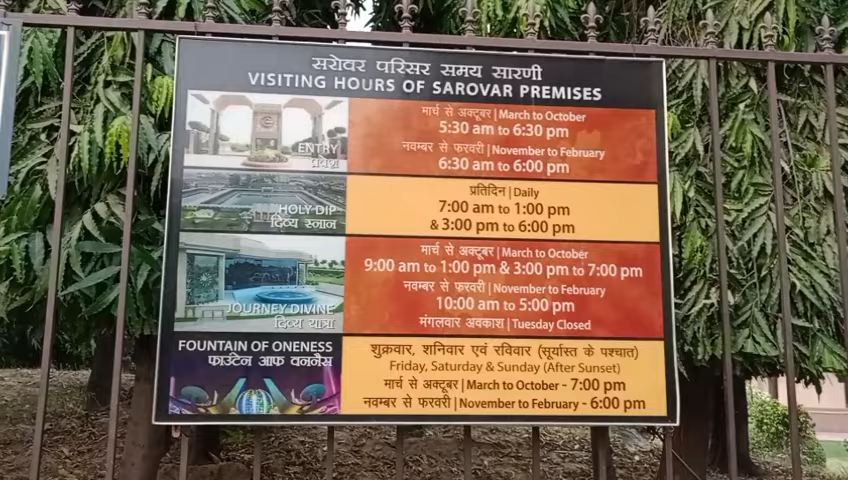 सरोवर परिसर समय सारणी
VISITING HOURS OF SAROVAR PREMISES
ENTRY
प्रवेश
मार्च से अक्टूबर | March to October
5:30 am to 6:30 pm
नवम्बर से फरवरी | November to February
6:30 am to 6:00 pm
HOLY DIP
दिव्य स्नान
प्रतिदिन | Daily
7:00 am to 1:00 pm
& 3:00 pm to 6:00 pm
JOURNEY DIVINE
दिव्य यात्रा
मार्च से अक्टूबर | March to October
9:00 am to 1:00 pm & 3:00 pm to 7:00 pm
नवम्बर से फरवरी | November to February
10:00 am to 5:00 pm
मंगलवार अवकाश | Tuesday Closed
FOUNTAIN OF ONENESS
फाउंटेन आफ वननैस
शुक्रवार, शनिवार एवं रविवार (सूर्यास्त के पश्चात)
Friday, Saturday & Sunday (After Sunset)
मार्च से अक्टूबर | March to October - 7:00 pm
नवम्बर से फरवरी | November to February - 6:00 pm